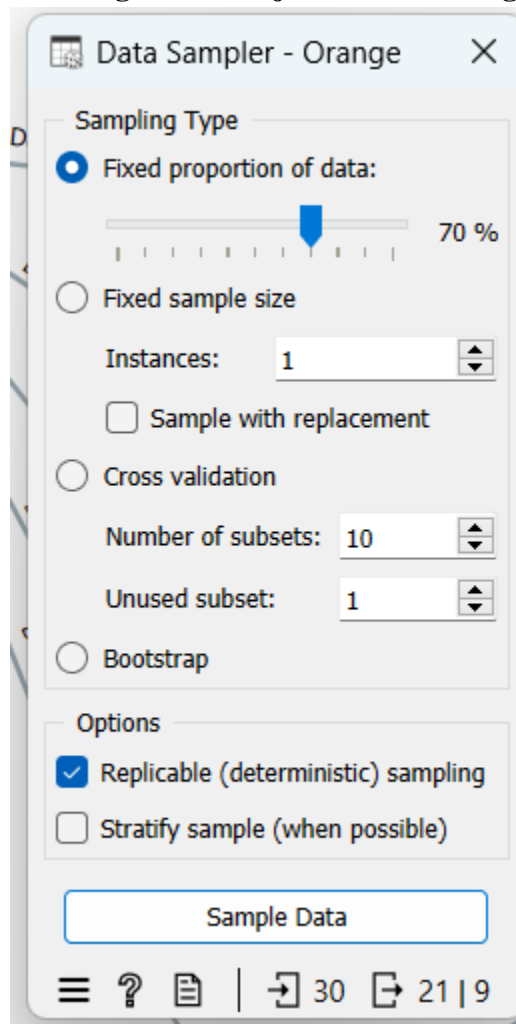 Data Sampler - Orange
Sampling Type
Fixed proportion of data:
70 %
Fixed sample size
Instances: 1
Sample with replacement
Cross validation
Number of subsets: 10
Unused subset: 1
Bootstrap
Options
Replicable (deterministic) sampling
Stratify sample (when possible)
Sample Data
? | 30 21 | 9